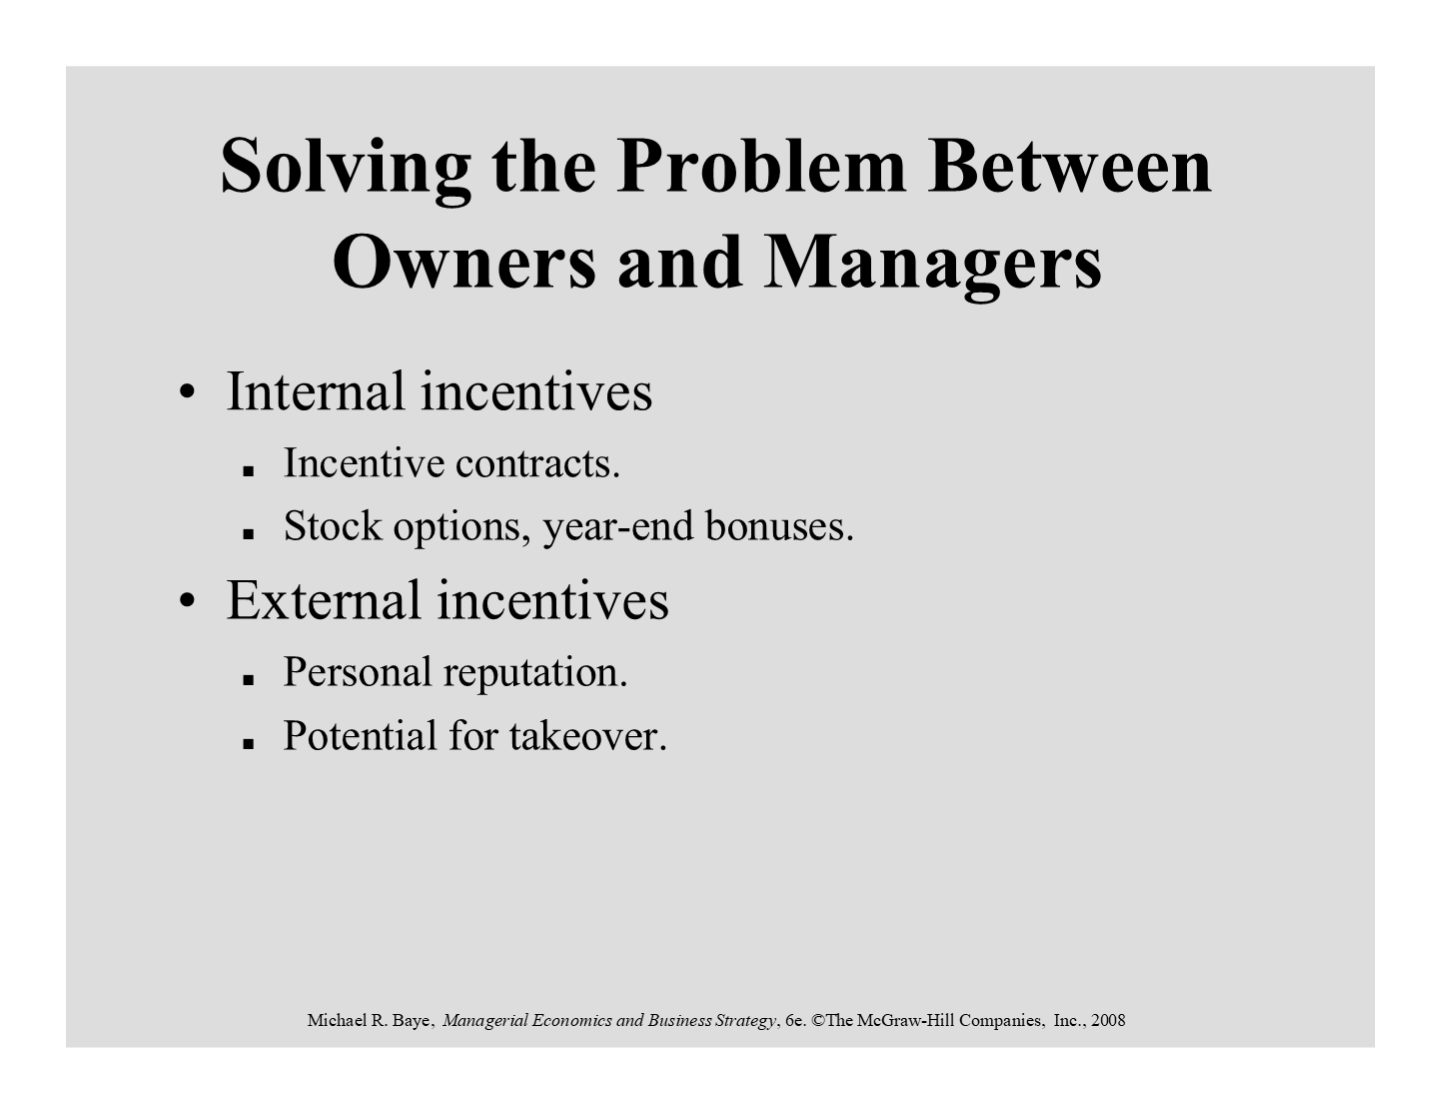 Solving the Problem Between
Owners and Managers
• Internal incentives
▪ Incentive contracts.
▪ Stock options, year-end bonuses.
• External incentives
▪ Personal reputation.
▪ Potential for takeover.
Michael R. Baye, Managerial Economics and Business Strategy, 6e. ©The McGraw-Hill Companies, Inc., 2008